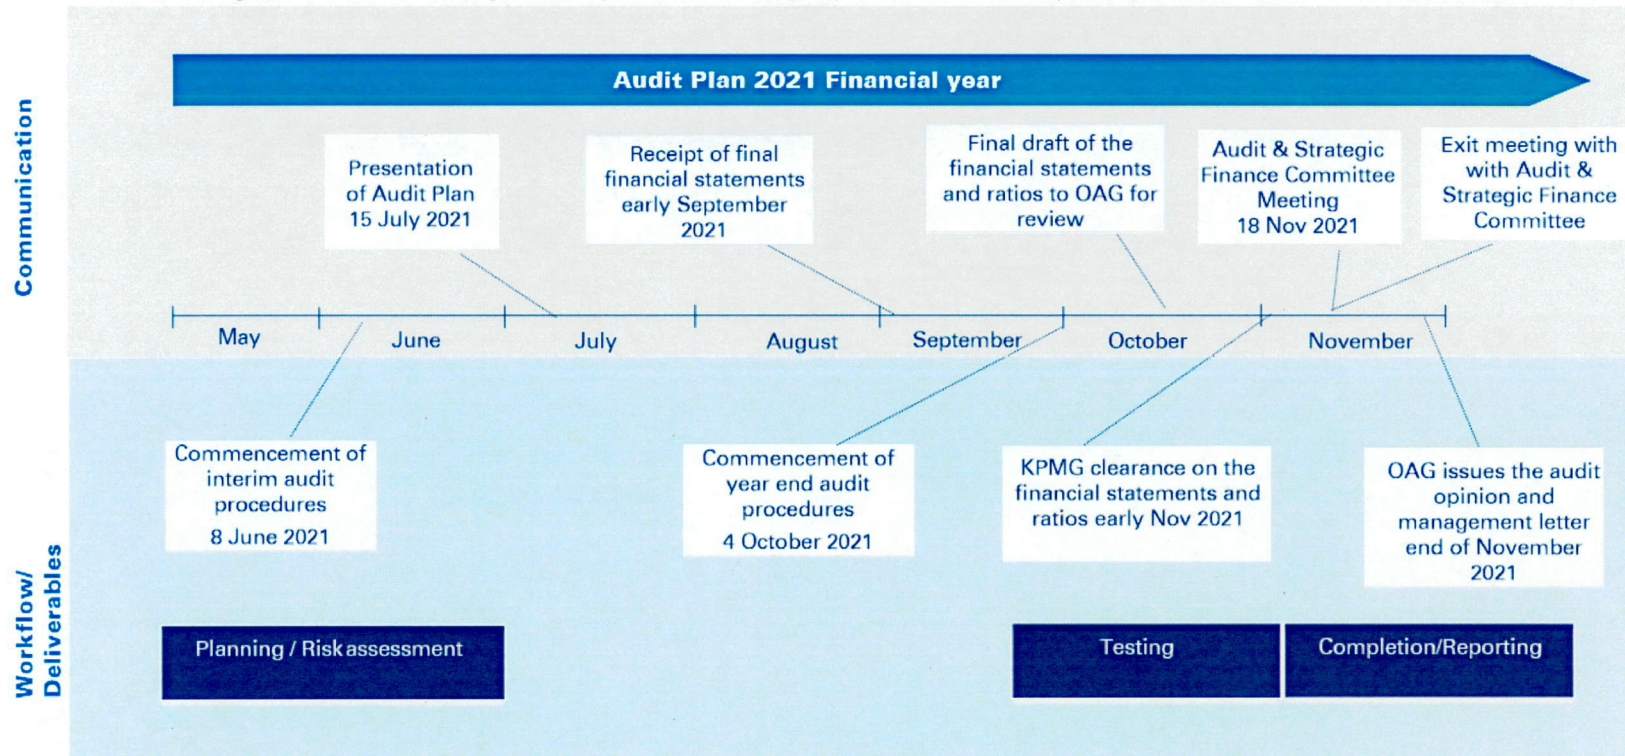 Audit Plan 2021 Financial year
Communication
Presentation
of Audit Plan
15 July 2021
Receipt of final
financial statements
early September
2021
Final draft of the
financial statements
and ratios to OAG for
review
Audit & Strategic
Finance Committee
Meeting
18 Nov 2021
Exit meeting with
with Audit &
Strategic Finance
Committee
May
June
July
August
September
October
November
Workflow/
Deliverables
Commencement of
interim audit
procedures
8 June 2021
Commencement of
year end audit
procedures
4 October 2021
KPMG clearance on the
financial statements and
ratios early Nov 2021
OAG issues the audit
opinion and
management letter
end of November
2021
Planning / Risk assessment
Testing
Completion/Reporting